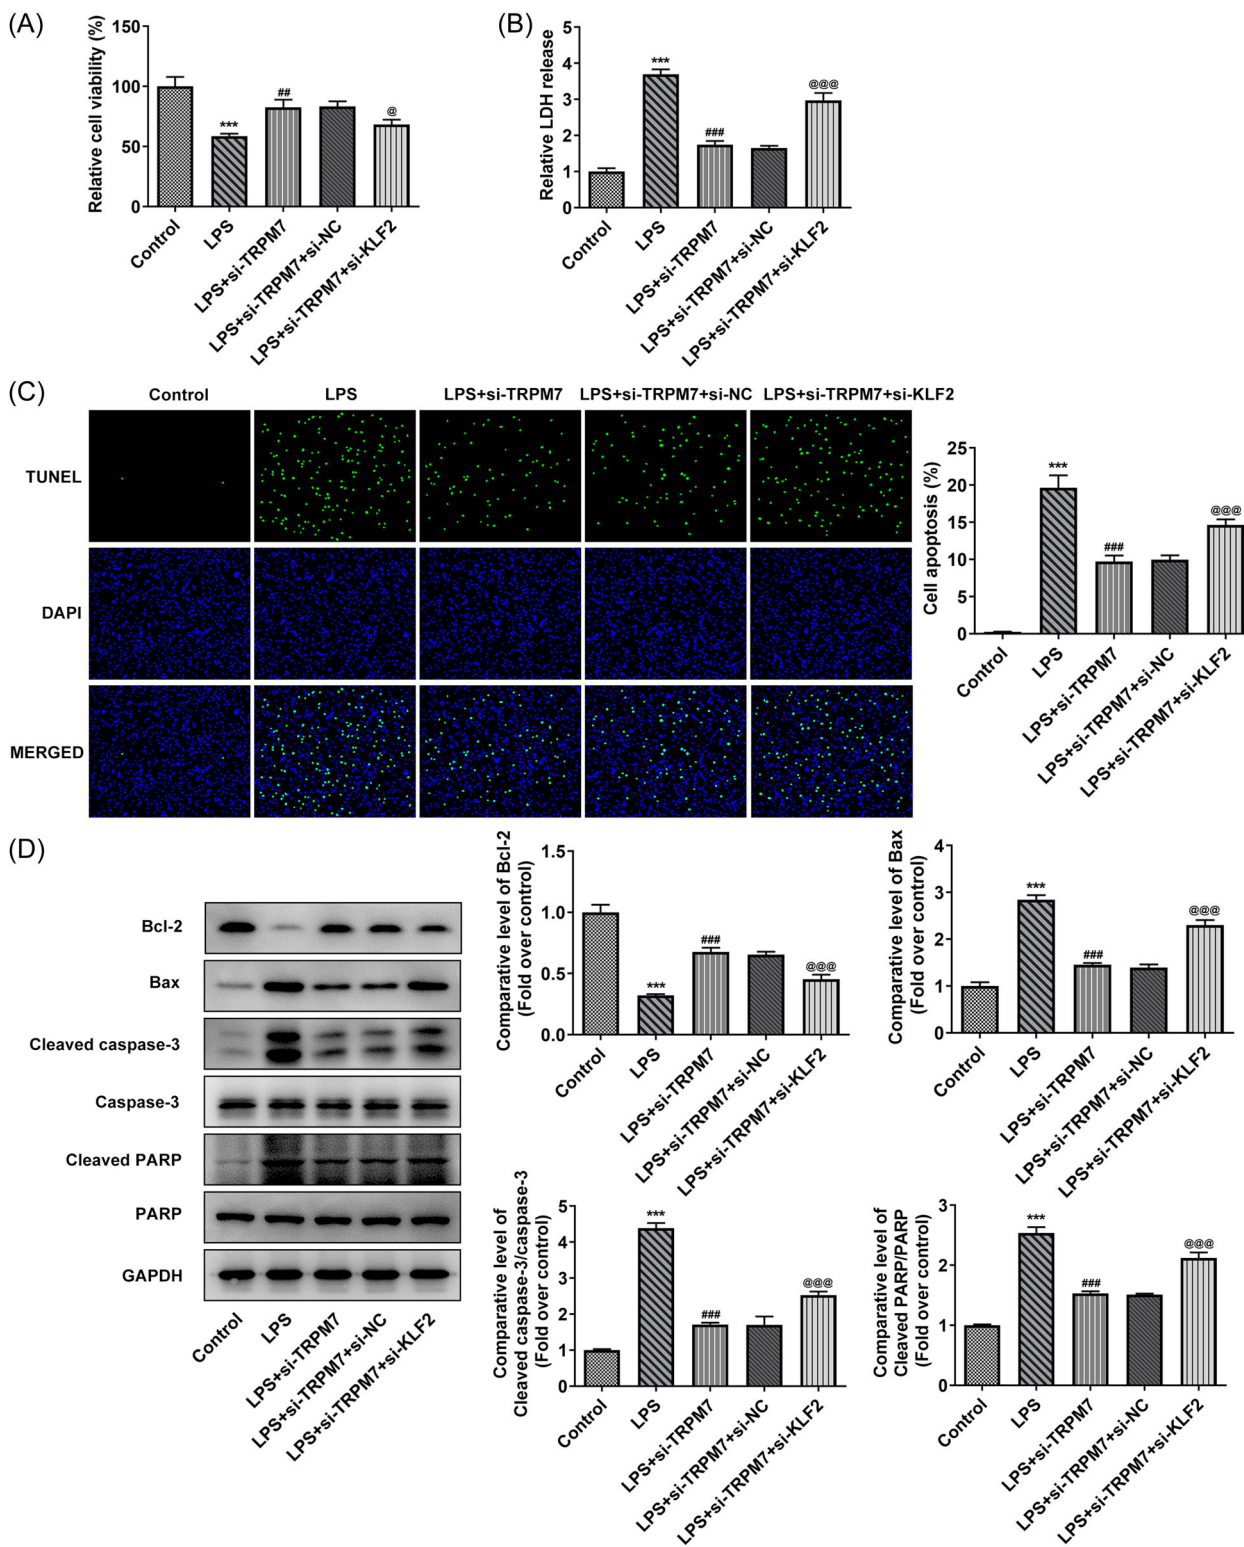 (A)
Relative cell viability (%)
150
100
50
0
***
##
@
Control
LPS
LPS+si-TRPM7
LPS+si-TRPM7+si-NC
LPS+si-TRPM7+si-KLF2
(B)
Relative LDH release
5
4
3
2
1
0
***
###
@@@
Control
LPS
LPS+si-TRPM7
LPS+si-TRPM7+si-NC
LPS+si-TRPM7+si-KLF2
(C)
Control
LPS
LPS+si-TRPM7
LPS+si-TRPM7+si-NC
LPS+si-TRPM7+si-KLF2
TUNEL
DAPI
MERGED
Cell apoptosis (%)
25
20
15
10
5
0
***
###
@@@
Control
LPS
LPS+si-TRPM7
LPS+si-TRPM7+si-NC
LPS+si-TRPM7+si-KLF2
(D)
Bcl-2
Bax
Cleaved caspase-3
Caspase-3
Cleaved PARP
PARP
GAPDH
Control
LPS
LPS+si-TRPM7
LPS+si-TRPM7+si-NC
LPS+si-TRPM7+si-KLF2
Comparative level of Bcl-2
(Fold over control)
1.5
1.0
0.5
0.0
***
###
@@@
Control
LPS
LPS+si-TRPM7
LPS+si-TRPM7+si-NC
LPS+si-TRPM7+si-KLF2
Comparative level of Bax
(Fold over control)
4
3
2
1
0
***
###
@@@
Control
LPS
LPS+si-TRPM7
LPS+si-TRPM7+si-NC
LPS+si-TRPM7+si-KLF2
Comparative level of
Cleaved caspase-3/caspase-3
(Fold over control)
5
4
3
2
1
0
***
###
@@@
Control
LPS
LPS+si-TRPM7
LPS+si-TRPM7+si-NC
LPS+si-TRPM7+si-KLF2
Comparative level of
Cleaved PARP/PARP
(Fold over control)
3
2
1
0
***
###
@@@
Control
LPS
LPS+si-TRPM7
LPS+si-TRPM7+si-NC
LPS+si-TRPM7+si-KLF2